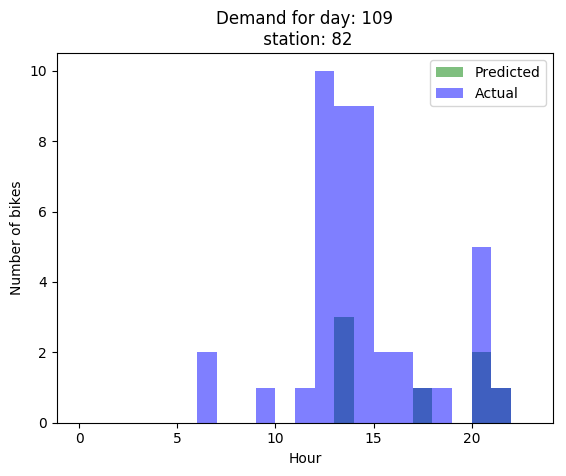 Demand for day: 109
station: 82
Predicted
Actual
Number of bikes
10
8
6
4
2
0
0
5
10
15
20
Hour